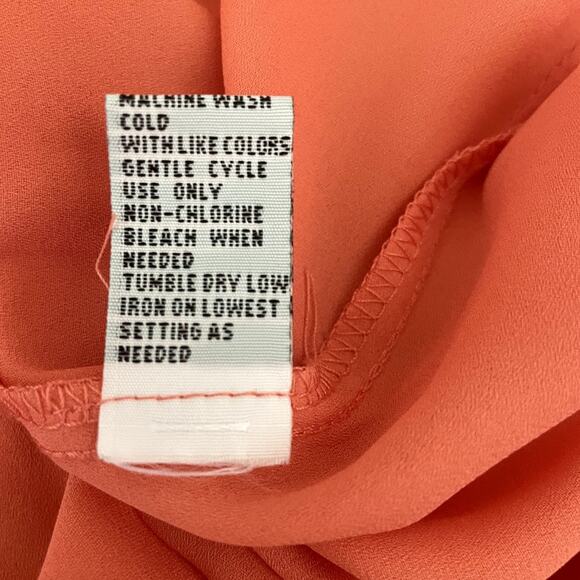 MACHINE WASH
COLD
WITH LIKE COLORS
GENTLE CYCLE
USE ONLY
NON-CHLORINE
BLEACH WHEN
NEEDED
TUMBLE DRY LOW
IRON ON LOWEST
SETTING AS
NEEDED